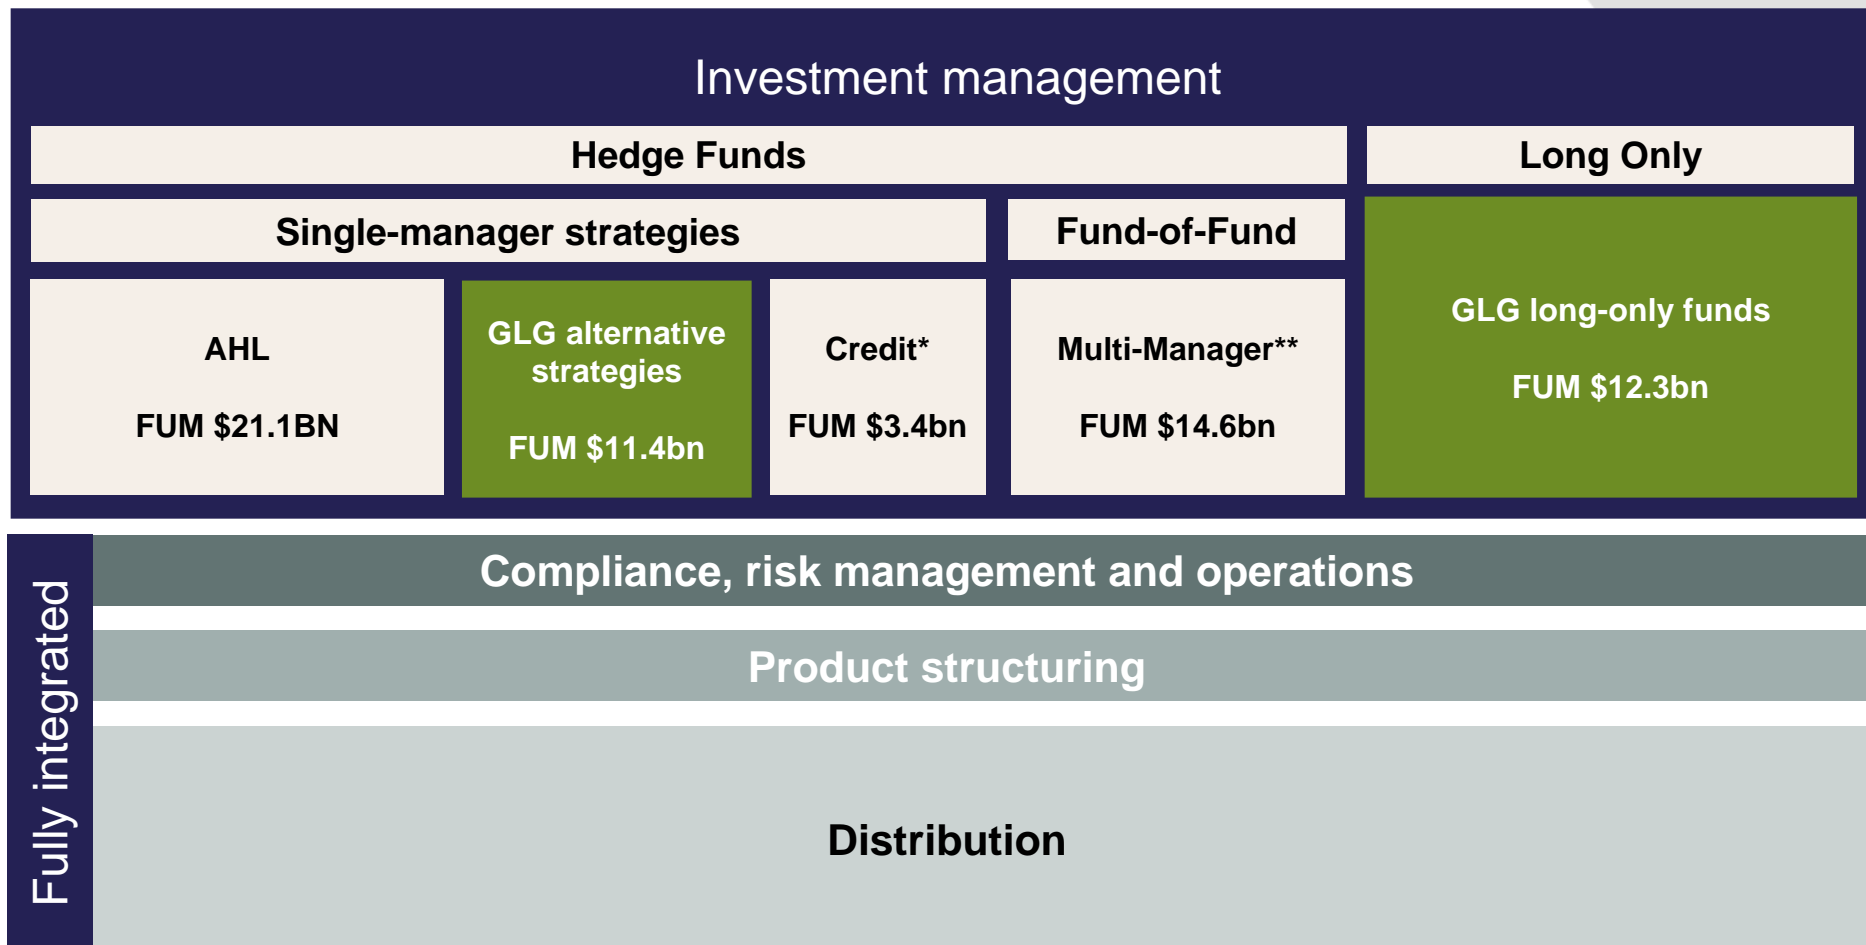 Investment management
Hedge Funds
Long Only
Single-manager strategies
Fund-of-Fund
AHL
FUM $21.1BN
GLG alternative
strategies
FUM $11.4bn
Credit*
FUM $3.4bn
Multi-Manager**
FUM $14.6bn
GLG long-only funds
FUM $12.3bn
Fully integrated
Compliance, risk management and operations
Product structuring
Distribution